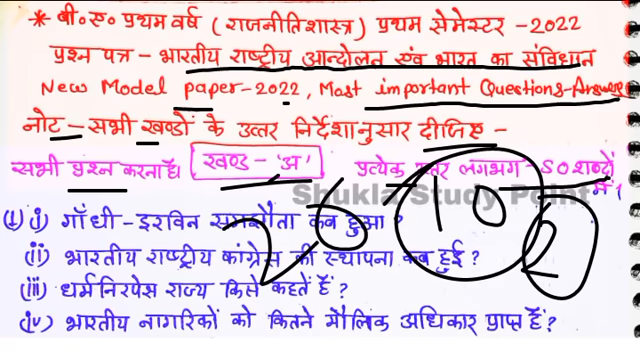 * बी०ए० प्रथम वर्ष (राजनीतिशास्त्र) प्रथम सेमेस्टर -2022
प्रश्न पत्र - भारतीय राष्ट्रीय आन्दोलन एवं भारत का संविधान
New Model paper-2022, Most important Questions-Answer
नोट - सभी खण्डों के उत्तर निर्देशानुसार दीजिए -
सभी प्रश्न करना है। खण्ड - 'अ' प्रत्येक उत्तर लगभग - 50 शब्दों में।
Shukla Study Point
(1) (i) गाँधी - इरविन समझौता कब हुआ?
(ii) भारतीय राष्ट्रीय कांग्रेस की स्थापना कब हुई?
(iii) धर्मनिरपेक्ष राज्य किसे कहतें हैं?
(iv) भारतीय नागरिकों को कितने मौलिक अधिकार प्राप्त हैं?
26 10 2